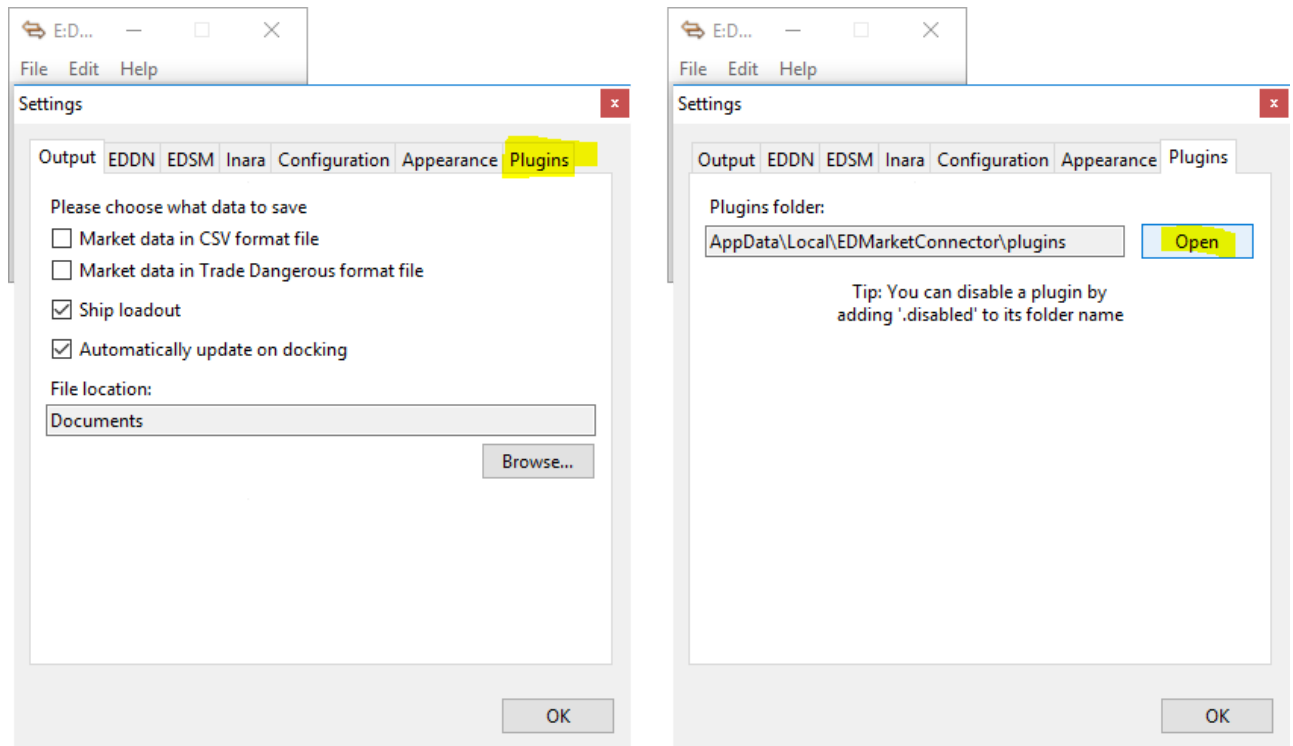 E:D...
File Edit Help
Settings
x
Output EDDN EDSM Inara Configuration Appearance Plugins
Please choose what data to save
Market data in CSV format file
Market data in Trade Dangerous format file
Ship loadout
Automatically update on docking
File location:
Documents
Browse...
OK
E:D...
File Edit Help
Settings
x
Output EDDN EDSM Inara Configuration Appearance Plugins
Plugins folder:
AppData\Local\EDMarketConnector\plugins
Open
Tip: You can disable a plugin by
adding '.disabled' to its folder name
OK